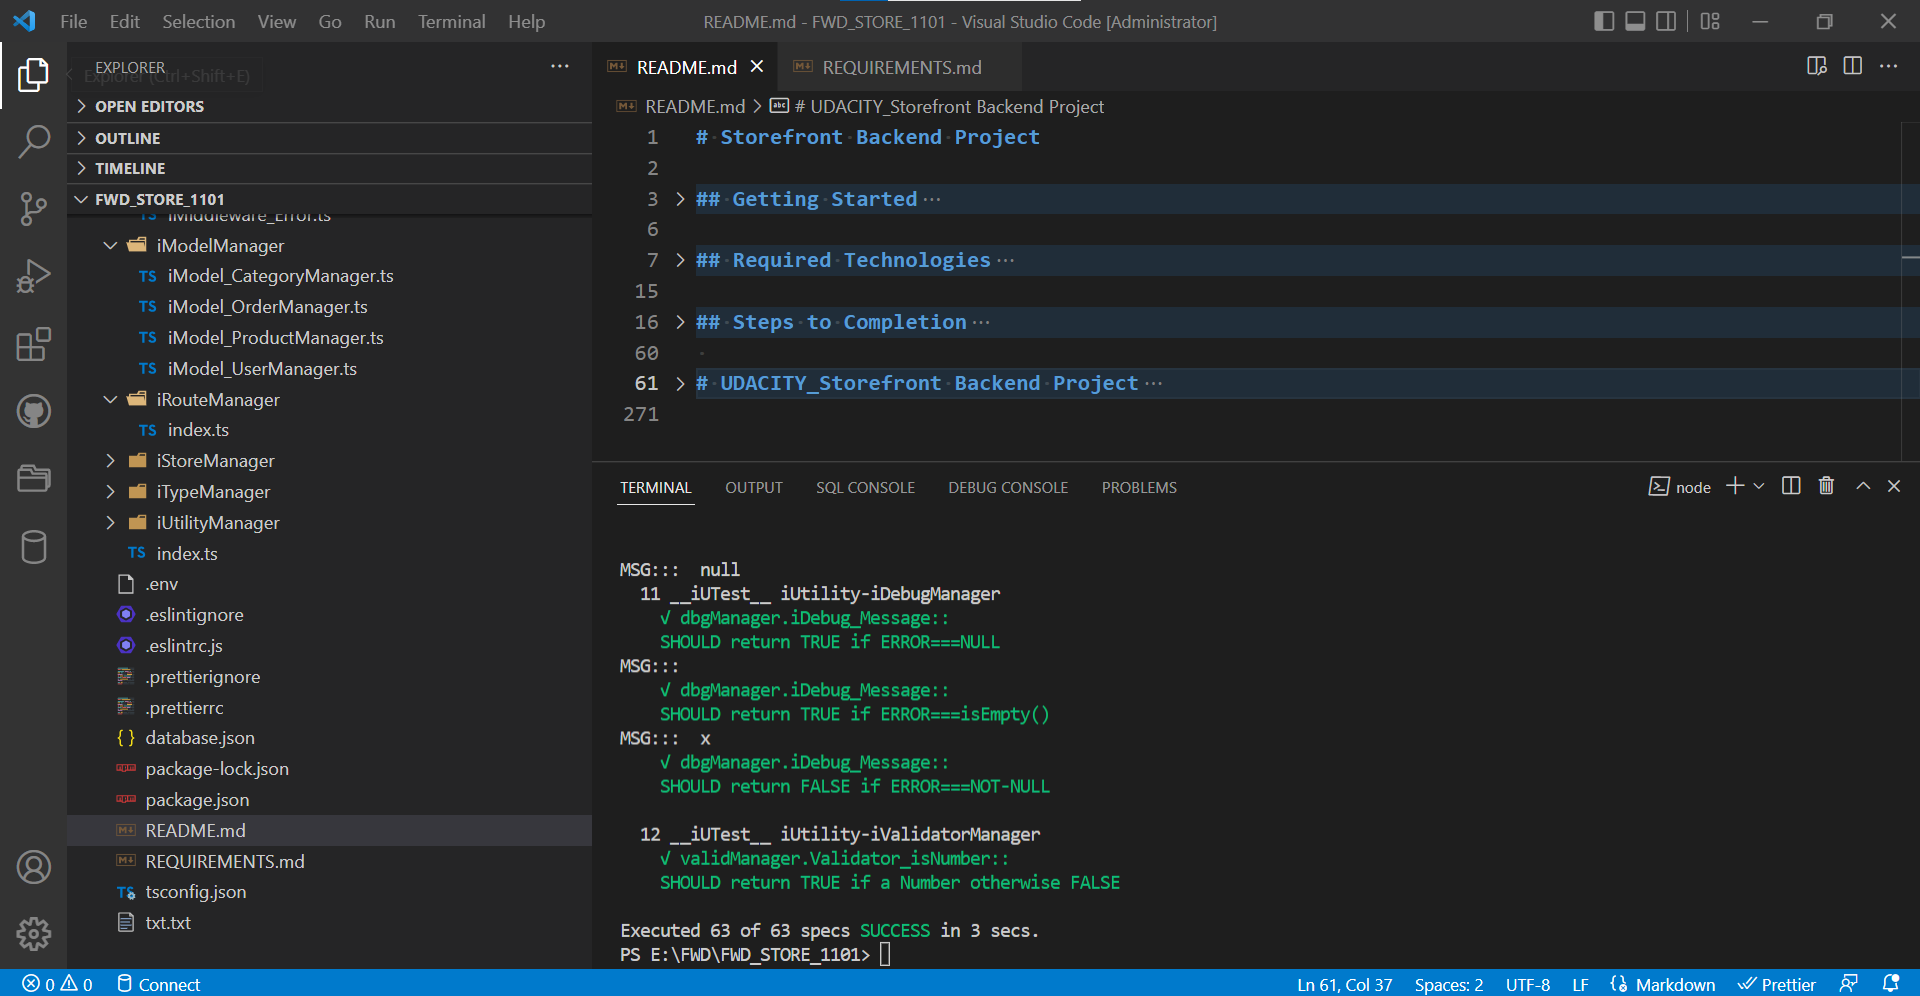 File Edit Selection View Go Run Terminal Help
README.md - FWD_STORE_1101 - Visual Studio Code [Administrator]
EXPLORER
Explorer (Ctrl+Shift+E)
OPEN EDITORS
OUTLINE
TIMELINE
FWD_STORE_1101
iMiddleware_Error.ts
iModelManager
TS iModel_CategoryManager.ts
TS iModel_OrderManager.ts
TS iModel_ProductManager.ts
TS iModel_UserManager.ts
iRouteManager
TS index.ts
iStoreManager
iTypeManager
iUtilityManager
TS index.ts
.env
.eslintignore
.eslintrc.js
.prettierignore
.prettierrc
{} database.json
package-lock.json
package.json
README.md
REQUIREMENTS.md
TS tsconfig.json
txt.txt
README.md REQUIREMENTS.md
README.md > abc # UDACITY_Storefront Backend Project
1 # Storefront Backend Project
2
3 ## Getting Started ...
6
7 ## Required Technologies ...
15
16 ## Steps to Completion ...
60
61 # UDACITY_Storefront Backend Project ...
271
TERMINAL OUTPUT SQL CONSOLE DEBUG CONSOLE PROBLEMS
node
MSG:::  null
11 __iUTest__ iUtility-iDebugManager
√ dbgManager.iDebug_Message::
SHOULD return TRUE if ERROR===NULL
MSG:::
√ dbgManager.iDebug_Message::
SHOULD return TRUE if ERROR===isEmpty()
MSG:::  x
√ dbgManager.iDebug_Message::
SHOULD return FALSE if ERROR===NOT-NULL
12 __iUTest__ iUtility-iValidatorManager
√ validManager.Validator_isNumber::
SHOULD return TRUE if a Number otherwise FALSE
Executed 63 of 63 specs SUCCESS in 3 secs.
PS E:\FWD\FWD_STORE_1101>
0 0 Connect
Ln 61, Col 37 Spaces: 2 UTF-8 LF Markdown Prettier